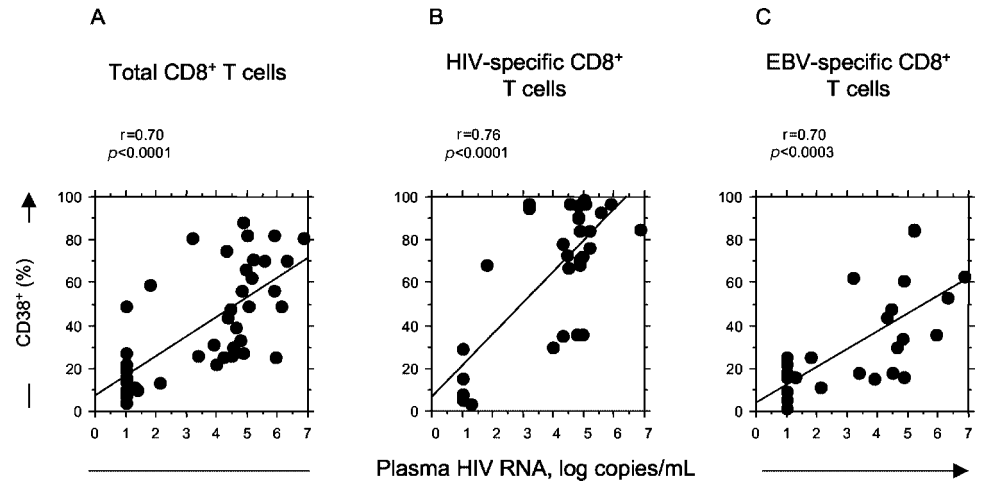 A
B
C
Total CD8⁺ T cells
HIV-specific CD8⁺
T cells
EBV-specific CD8⁺
T cells
r=0.70
p<0.0001
r=0.76
p<0.0001
r=0.70
p<0.0003
CD38⁺ (%)
100
80
60
40
20
0
0 1 2 3 4 5 6 7
100
80
60
40
20
0
0 1 2 3 4 5 6 7
100
80
60
40
20
0
0 1 2 3 4 5 6 7
Plasma HIV RNA, log copies/mL